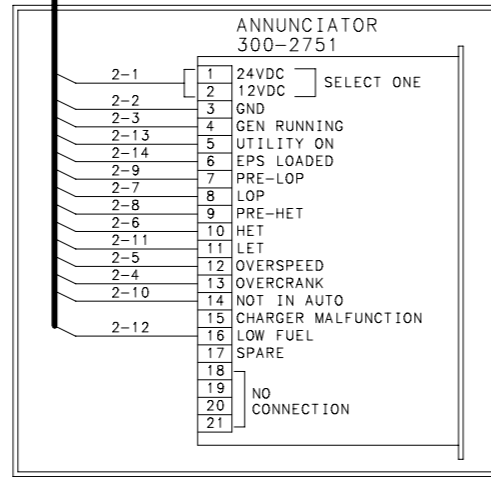 ANNUNCIATOR
300-2751
2-1 1 24VDC SELECT ONE
2 12VDC
2-2 3 GND
2-3 4 GEN RUNNING
2-13 5 UTILITY ON
2-14 6 EPS LOADED
2-9 7 PRE-LOP
2-7 8 LOP
2-8 9 PRE-HET
2-6 10 HET
2-11 11 LET
2-5 12 OVERSPEED
2-4 13 OVERCRANK
2-10 14 NOT IN AUTO
15 CHARGER MALFUNCTION
2-12 16 LOW FUEL
17 SPARE
18
19 NO
20 CONNECTION
21